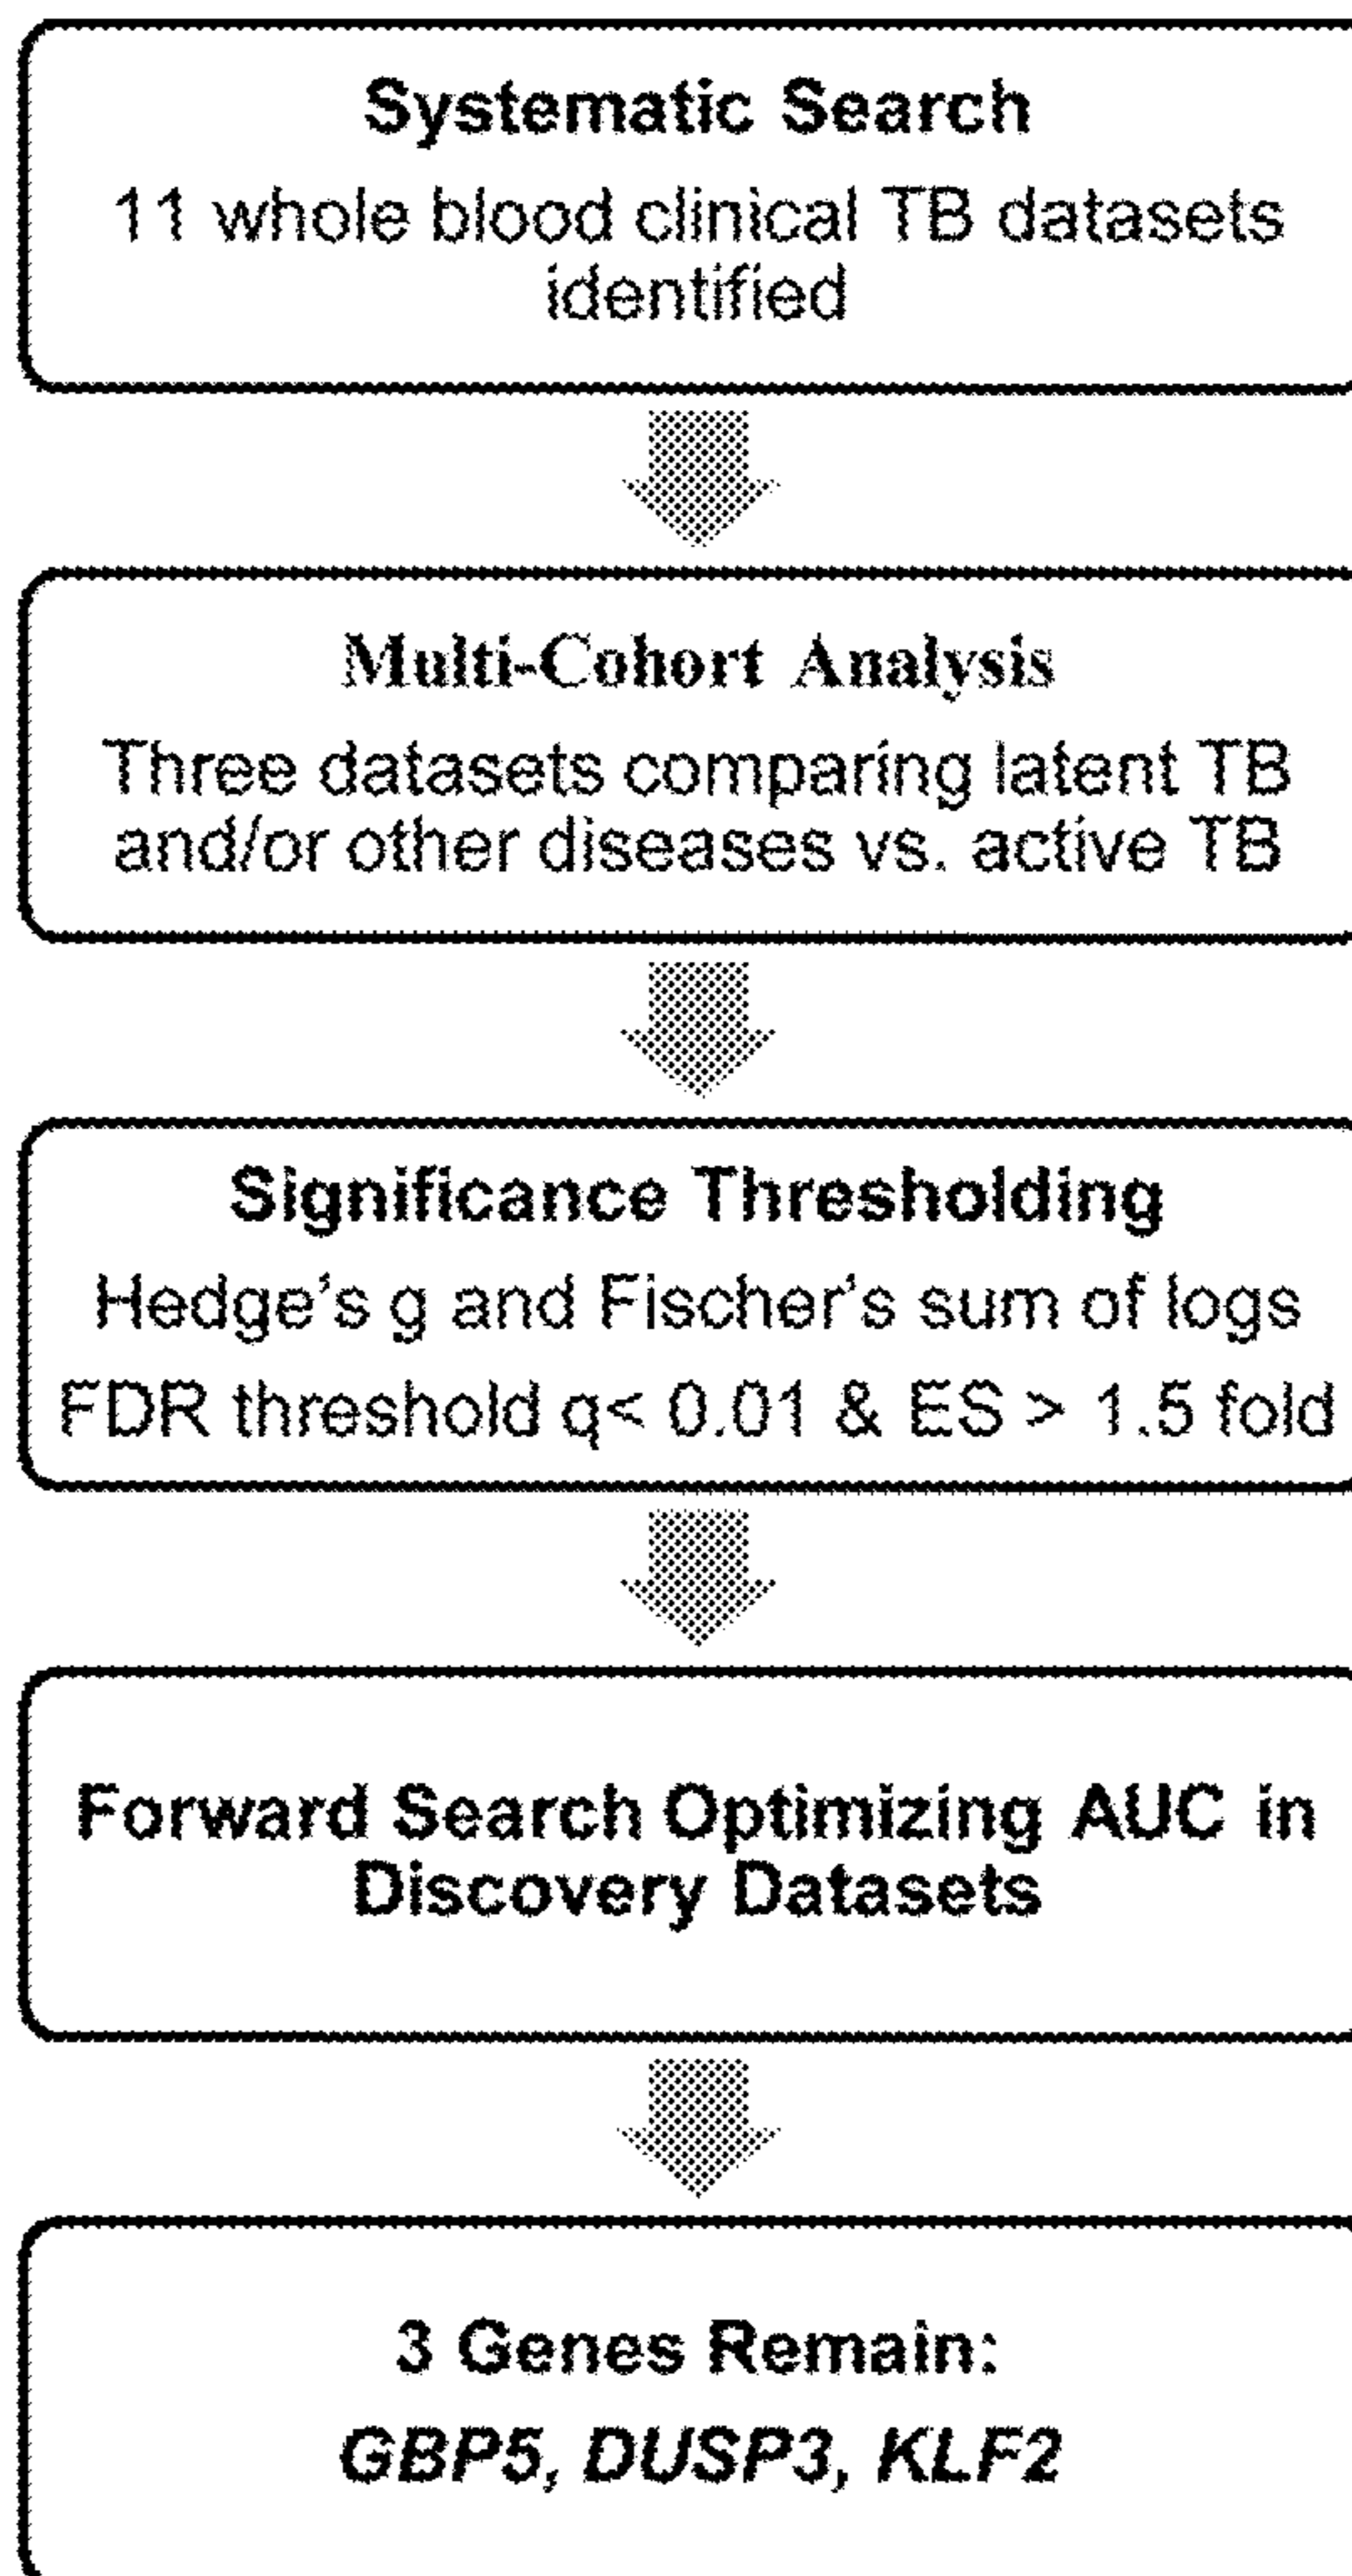 Systematic Search
11 whole blood clinical TB datasets
identified
Multi-Cohort Analysis
Three datasets comparing latent TB
and/or other diseases vs. active TB
Significance Thresholding
Hedge's g and Fischer's sum of logs
FDR threshold q< 0.01 & ES > 1.5 fold
Forward Search Optimizing AUC in
Discovery Datasets
3 Genes Remain:
GBP5, DUSP3, KLF2